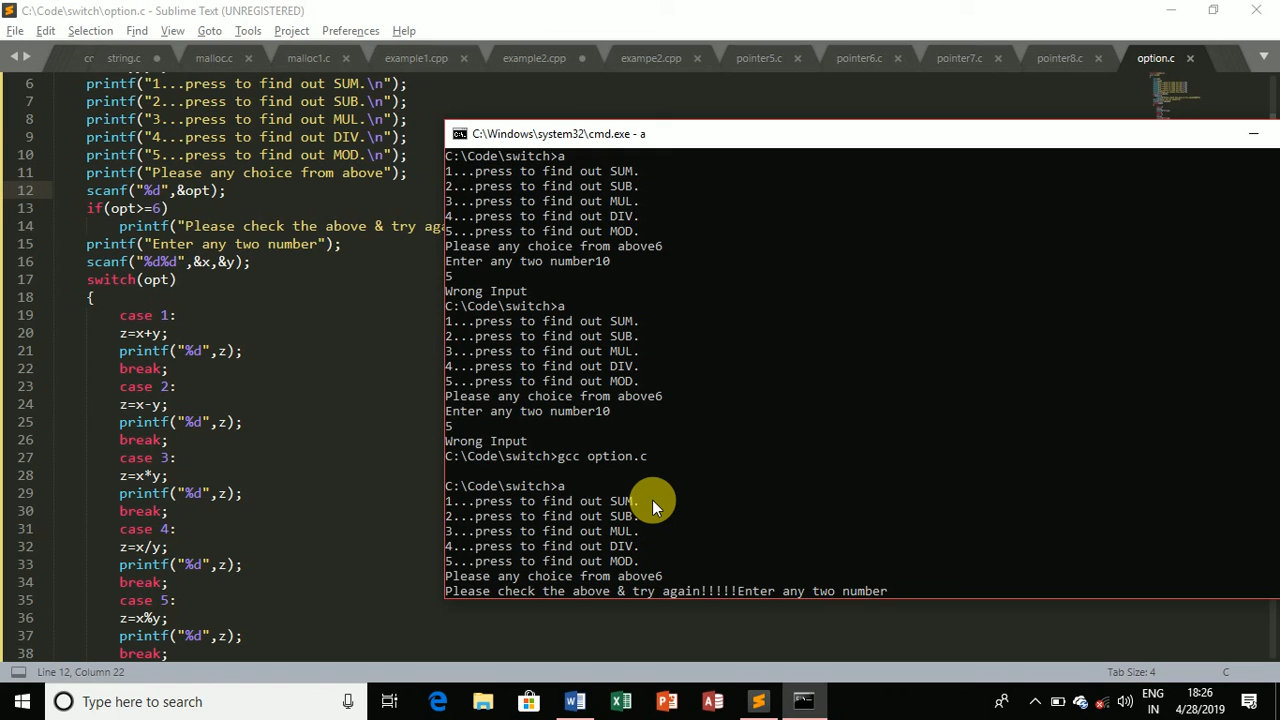 C:\Code\switch\option.c - Sublime Text (UNREGISTERED)
File Edit Selection Find View Goto Tools Project Preferences Help
cr string.c malloc.c malloc1.c example1.cpp example2.cpp exampe2.cpp pointer5.c pointer6.c pointer7.c pointer8.c option.c
6 printf("1...press to find out SUM.\n");
7 printf("2...press to find out SUB.\n");
8 printf("3...press to find out MUL.\n");
9 printf("4...press to find out DIV.\n");
10 printf("5...press to find out MOD.\n");
11 printf("Please any choice from above");
12 scanf("%d",&opt);
13 if(opt>=6)
14 printf("Please check the above & try aga
15 printf("Enter any two number");
16 scanf("%d%d",&x,&y);
17 switch(opt)
18 {
19 case 1:
20 z=x+y;
21 printf("%d",z);
22 break;
23 case 2:
24 z=x-y;
25 printf("%d",z);
26 break;
27 case 3:
28 z=x*y;
29 printf("%d",z);
30 break;
31 case 4:
32 z=x/y;
33 printf("%d",z);
34 break;
35 case 5:
36 z=x%y;
37 printf("%d",z);
38 break;
C:\Windows\system32\cmd.exe - a
C:\Code\switch>a
1...press to find out SUM.
2...press to find out SUB.
3...press to find out MUL.
4...press to find out DIV.
5...press to find out MOD.
Please any choice from above6
Enter any two number10
5
Wrong Input
C:\Code\switch>a
1...press to find out SUM.
2...press to find out SUB.
3...press to find out MUL.
4...press to find out DIV.
5...press to find out MOD.
Please any choice from above6
Enter any two number10
5
Wrong Input
C:\Code\switch>gcc option.c
C:\Code\switch>a
1...press to find out SUM.
2...press to find out SUB.
3...press to find out MUL.
4...press to find out DIV.
5...press to find out MOD.
Please any choice from above6
Please check the above & try again!!!!!Enter any two number
Line 12, Column 22 Tab Size: 4 C
Type here to search
ENG 18:26
IN 4/28/2019